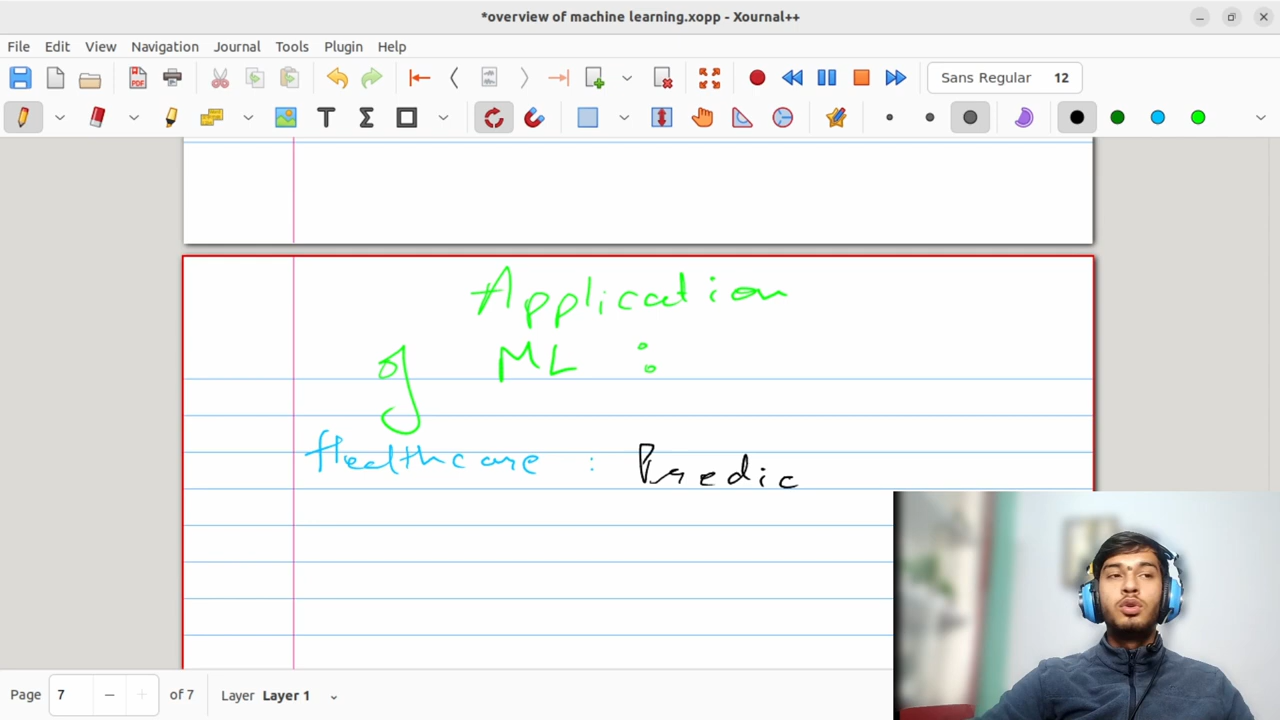 *overview of machine learning.xopp - Xournal++
File Edit View Navigation Journal Tools Plugin Help
Sans Regular 12
Application
of ML :
Healthcare : Predic
Page 7 of 7 Layer Layer 1